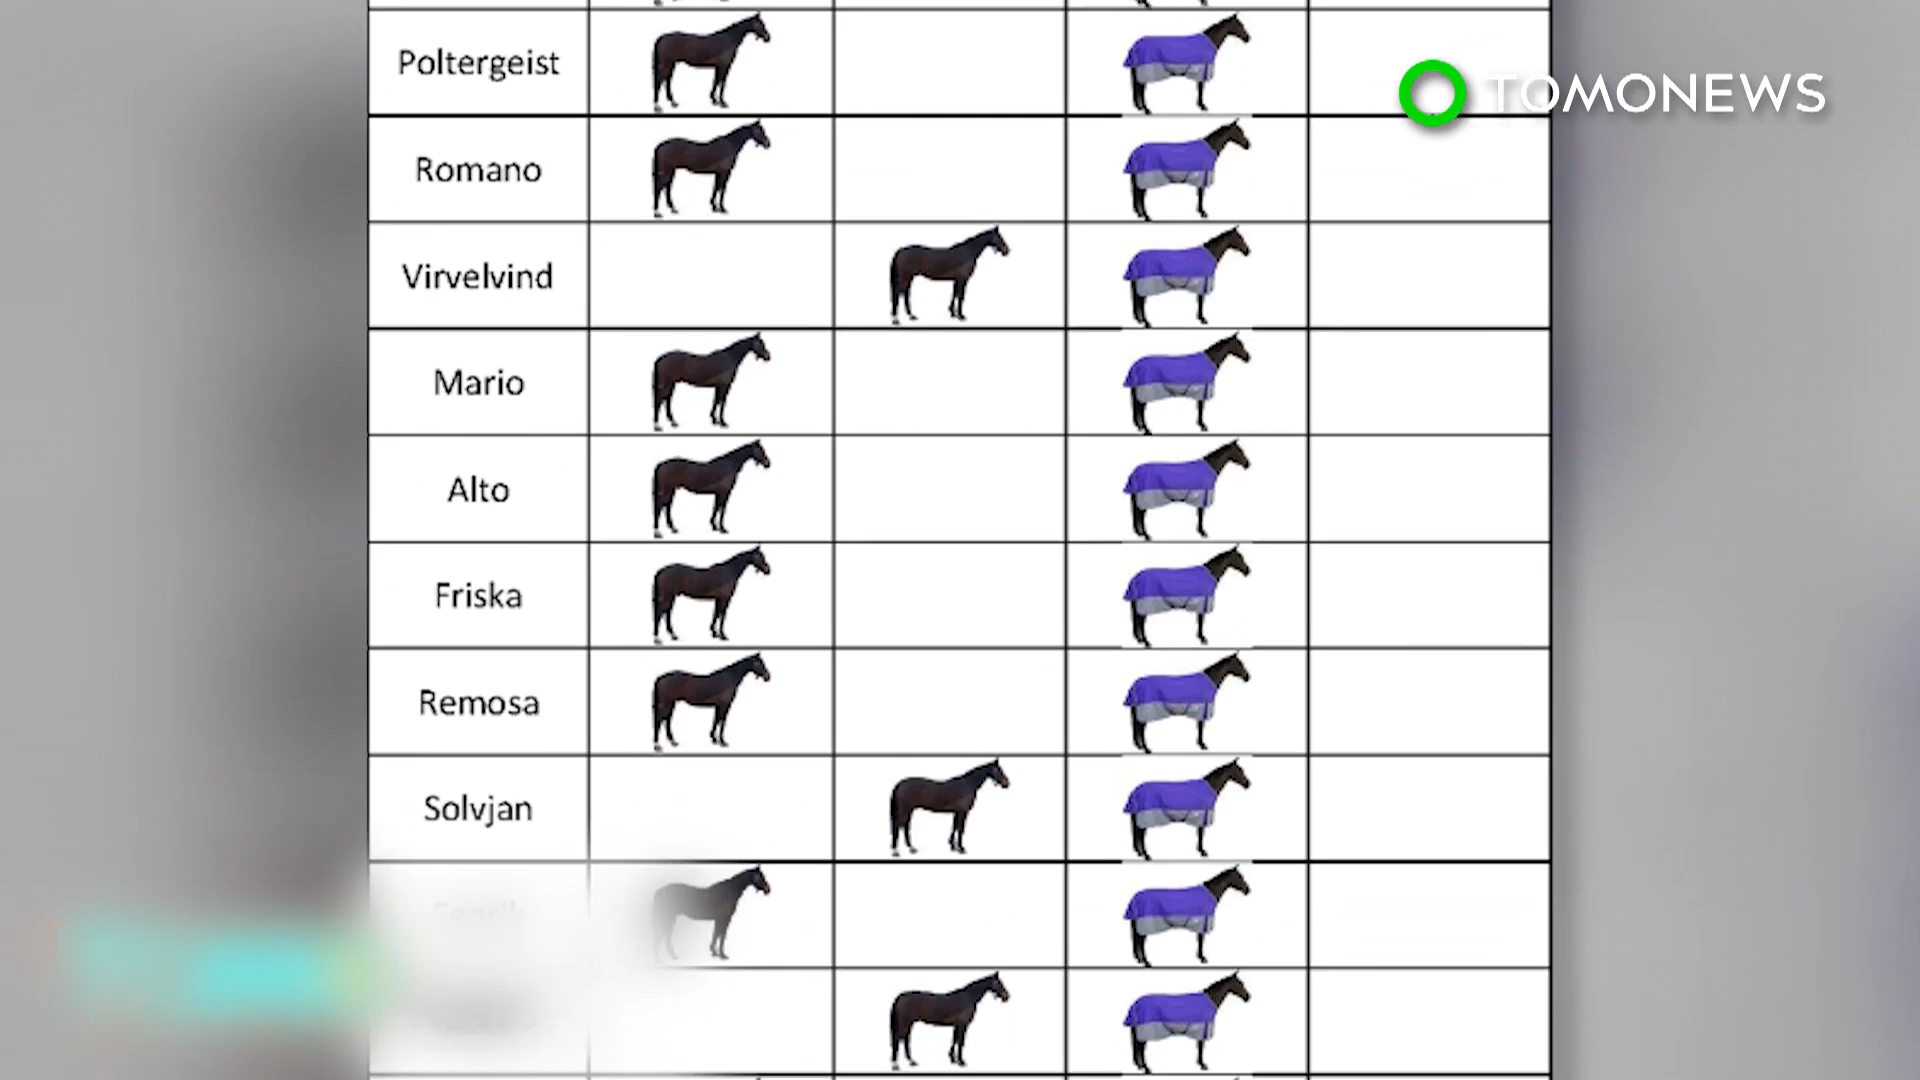 TOMONEWS
Poltergeist
Romano
Virvelvind
Mario
Alto
Friska
Remosa
Solvjan